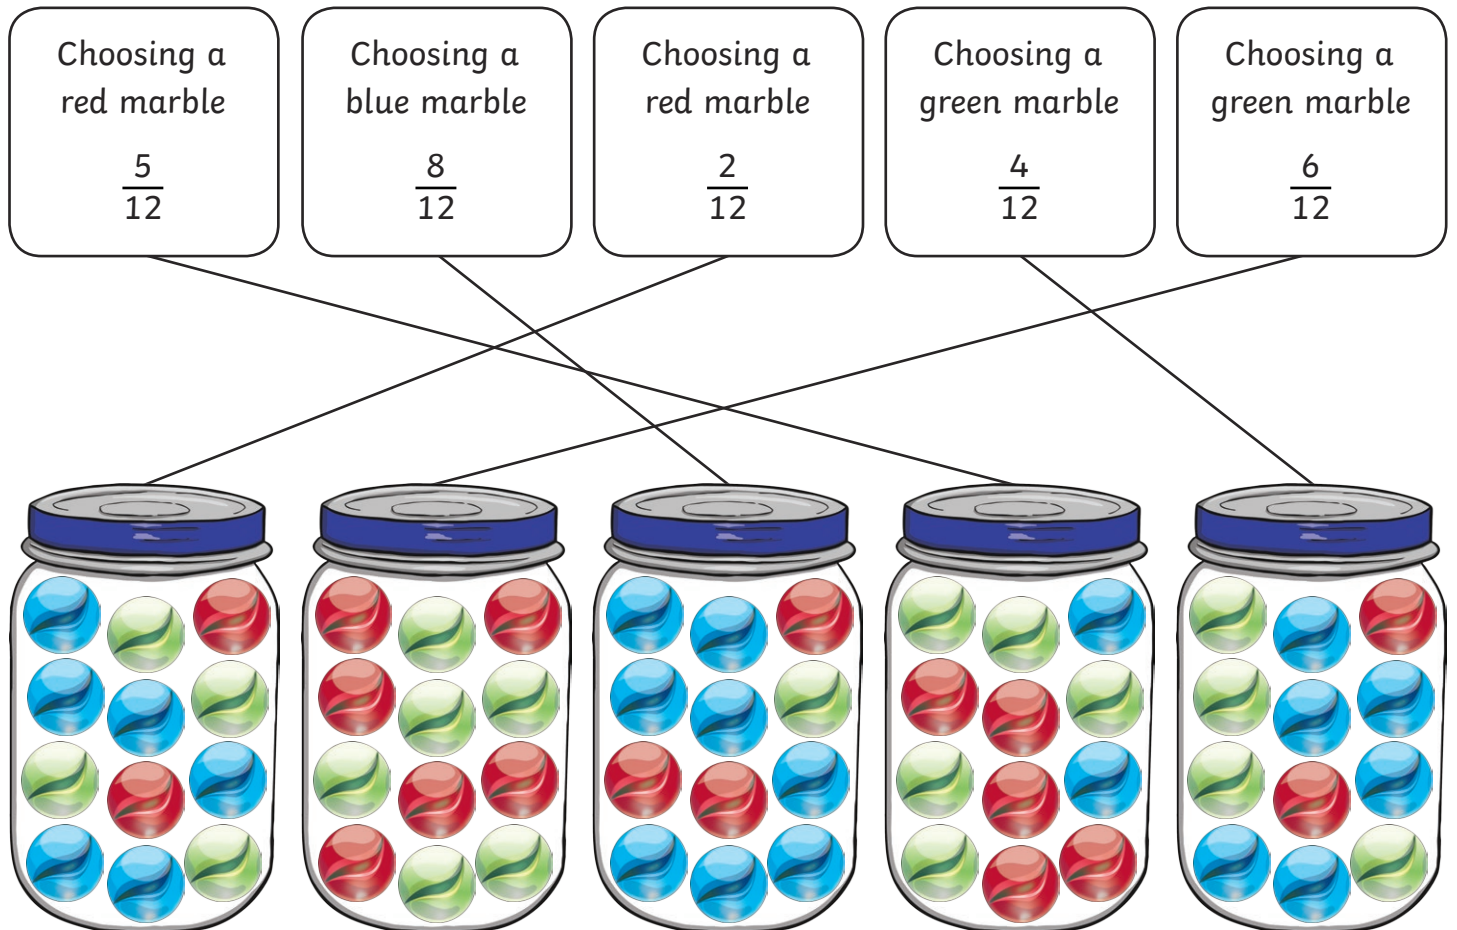 Choosing a
red marble
5
12
Choosing a
blue marble
8
12
Choosing a
red marble
2
12
Choosing a
green marble
4
12
Choosing a
green marble
6
12